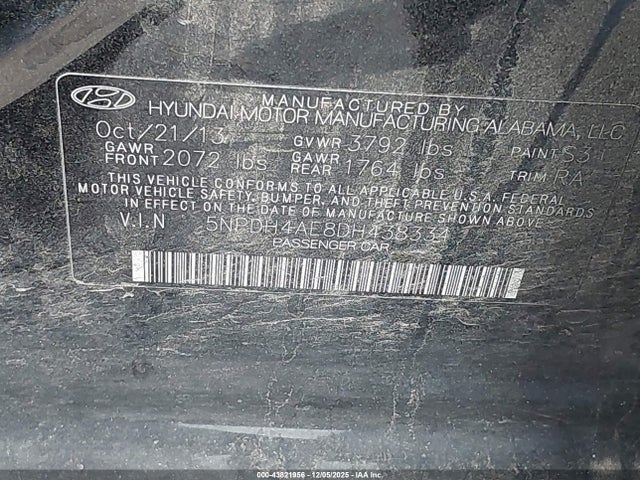 MANUFACTURED BY
HYUNDAI MOTOR MANUFACTURING ALABAMA, LLC
Oct/21/13 GVWR 3792 lbs PAINT S3
GAWR FRONT 2072 lbs GAWR REAR 1764 lbs TRIM RA
THIS VEHICLE CONFORMS TO ALL APPLICABLE U.S.A. FEDERAL
MOTOR VEHICLE SAFETY, BUMPER, AND THEFT PREVENTION STANDARDS
IN EFFECT ON THE DATE OF MANUFACTURE SHOWN ABOVE.
V.I.N 5NPDH4AE8DH438334
PASSENGER CAR
000-43821956 - 12/05/2025 - IAA Inc.